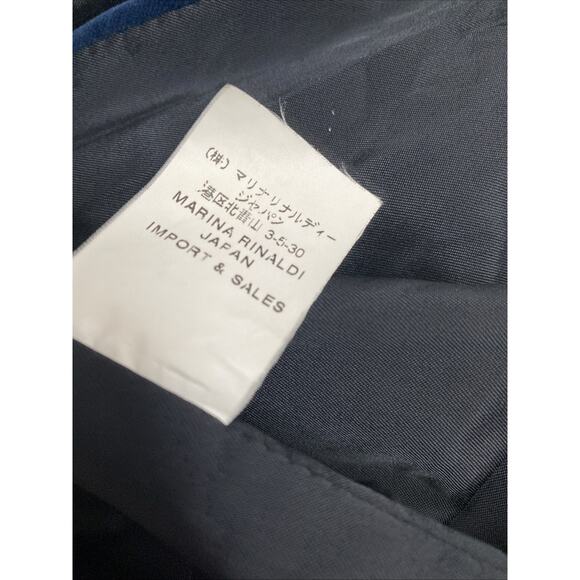 (株) マリナリナルディー
ジャパン
港区北青山 3-5-30
MARINA RINALDI
JAPAN
IMPORT & SALES